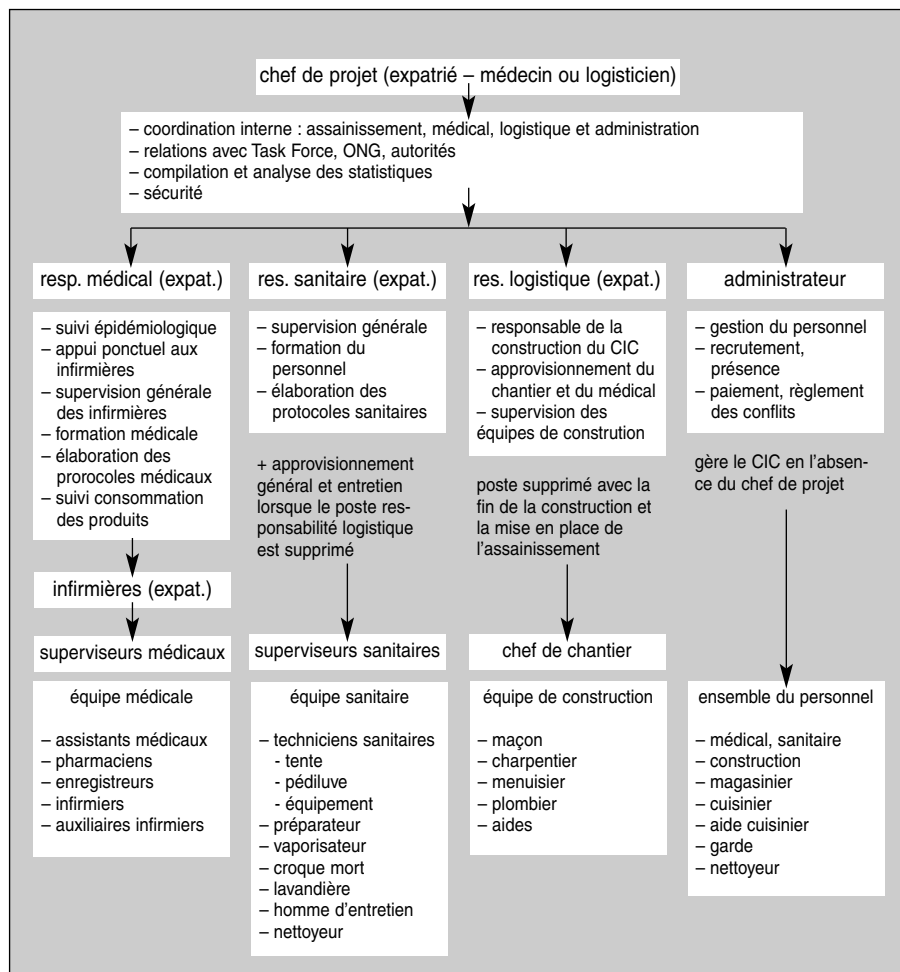 chef de projet (expatrié – médecin ou logisticien)
– coordination interne : assainissement, médical, logistique et administration
– relations avec Task Force, ONG, autorités
– compilation et analyse des statistiques
– sécurité
resp. médical (expat.)
– suivi épidémiologique
– appui ponctuel aux
infirmières
– supervision générale
des infirmières
– formation médicale
– élaboration des
prorocoles médicaux
– suivi consommation
des produits
infirmières (expat.)
superviseurs médicaux
équipe médicale
– assistants médicaux
– pharmaciens
– enregistreurs
– infirmiers
– auxiliaires infirmiers
res. sanitaire (expat.)
– supervision générale
– formation du
personnel
– élaboration des
protocoles sanitaires
+ approvisionnement
général et entretien
lorsque le poste res-
ponsabilité logistique
est supprimé
superviseurs sanitaires
équipe sanitaire
– techniciens sanitaires
- tente
- pédiluve
- équipement
– préparateur
– vaporisateur
– croque mort
– lavandière
– homme d'entretien
– nettoyeur
res. logistique (expat.)
– responsable de la
construction du CIC
– approvisionnement du
chantier et du médical
– supervision des
équipes de constrution
poste supprimé avec la
fin de la construction et
la mise en place de
l'assainissement
chef de chantier
équipe de construction
– maçon
– charpentier
– menuisier
– plombier
– aides
administrateur
– gestion du personnel
– recrutement,
présence
– paiement, règlement
des conflits
gère le CIC en l'absen-
ce du chef de projet
ensemble du personnel
– médical, sanitaire
– construction
– magasinier
– cuisinier
– aide cuisinier
– garde
– nettoyeur